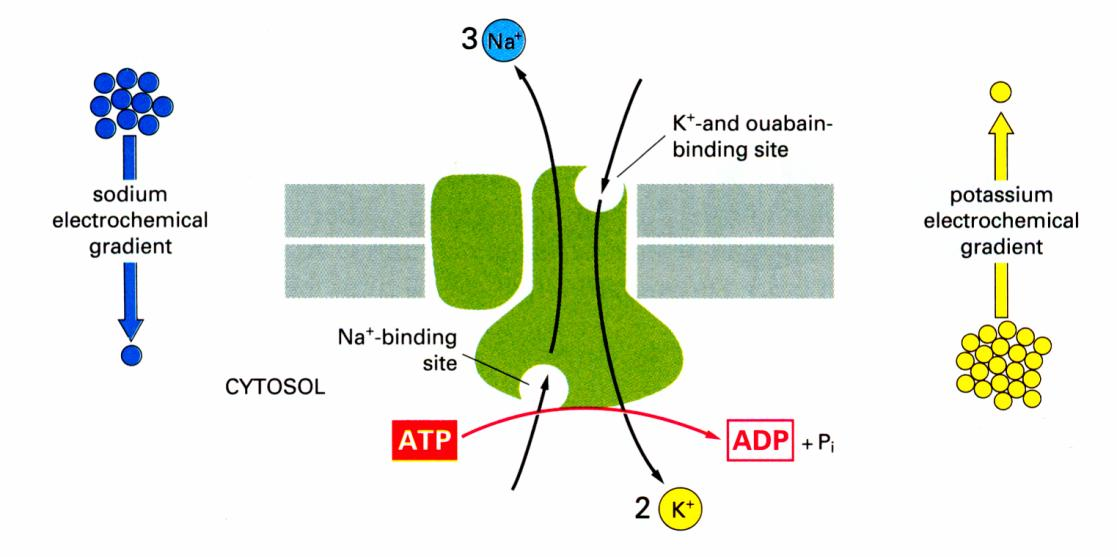 3 Na⁺
K⁺-and ouabain-
binding site
sodium
electrochemical
gradient
potassium
electrochemical
gradient
Na⁺-binding
site
CYTOSOL
ATP
ADP + Pᵢ
2 K⁺